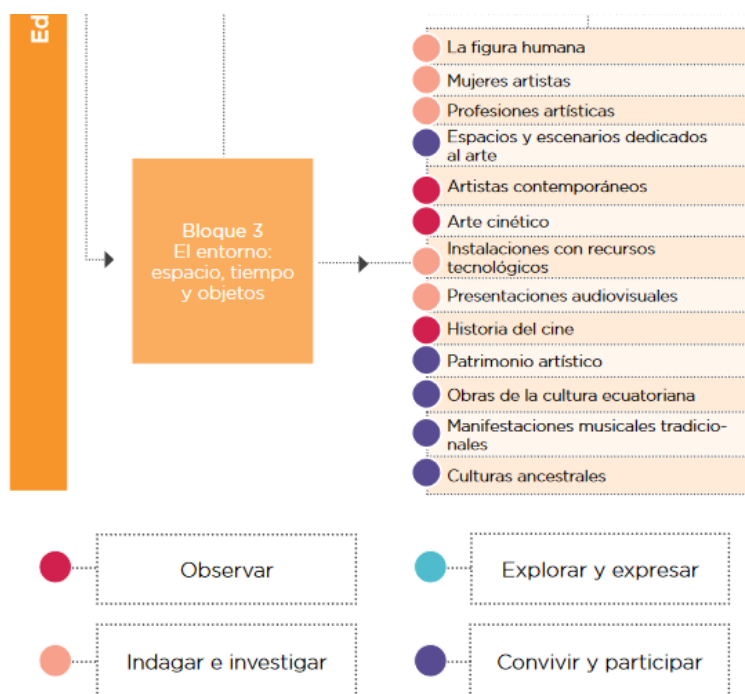 Ed
La figura humana
Mujeres artistas
Profesiones artísticas
Espacios y escenarios dedicados
al arte
Artistas contemporáneos
Arte cinético
Instalaciones con recursos
tecnológicos
Presentaciones audiovisuales
Historia del cine
Patrimonio artístico
Obras de la cultura ecuatoriana
Manifestaciones musicales tradicio-
nales
Culturas ancestrales
Bloque 3
El entorno:
espacio, tiempo
y objetos
Observar
Explorar y expresar
Indagar e investigar
Convivir y participar